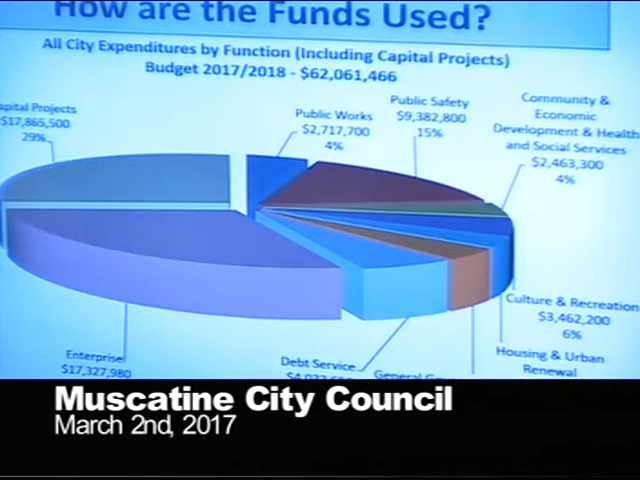 How are the Funds Used?
All City Expenditures by Function (Including Capital Projects)
Budget 2017/2018 - $62,061,466
apital Projects
$17,865,500
29%
Public Works
$2,717,700
4%
Public Safety
$9,382,800
15%
Community &
Economic
Development & Health
and Social Services
$2,463,300
4%
Culture & Recreation
$3,462,200
6%
Housing & Urban
Renewal
Enterprise
$17,327,980
Debt Service
General
Muscatine City Council
March 2nd, 2017